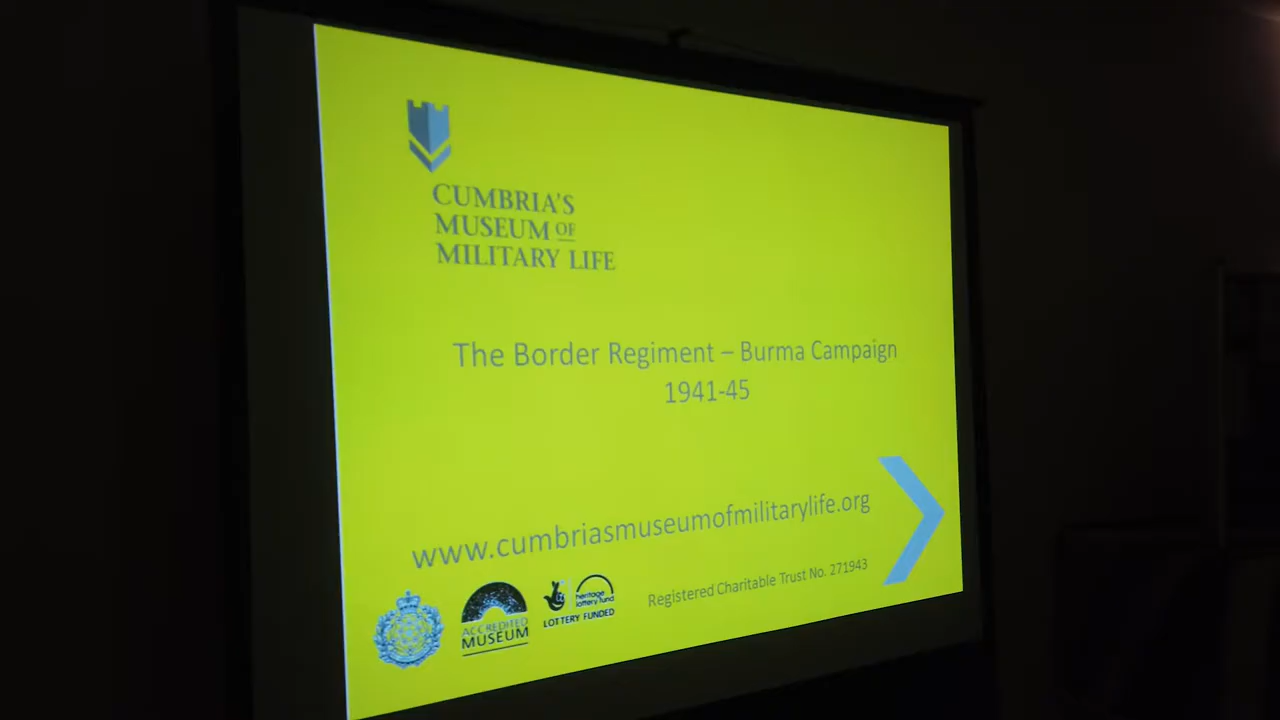 CUMBRIA'S
MUSEUM OF
MILITARY LIFE
The Border Regiment – Burma Campaign
1941-45
www.cumbriasmuseumofmilitarylife.org
Registered Charitable Trust No. 271943
ACCREDITED
MUSEUM
heritage
lottery fund
LOTTERY FUNDED